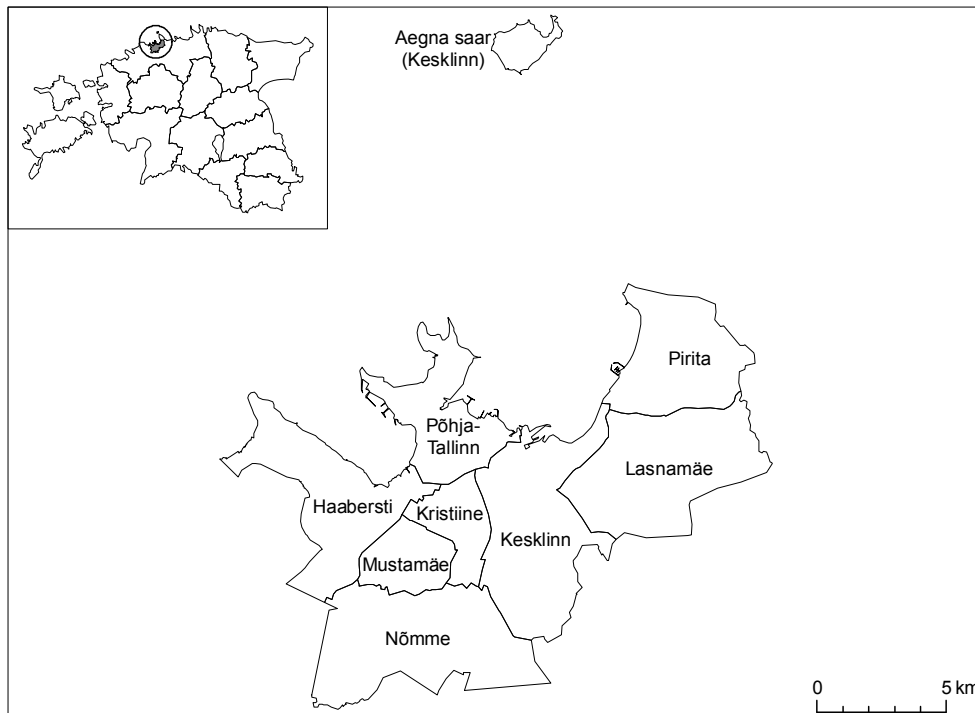 Aegna saar
(Kesklinn)
Pirita
Põhja-
Tallinn
Lasnamäe
Haabersti
Kristiine
Kesklinn
Mustamäe
Nõmme
0 5 km